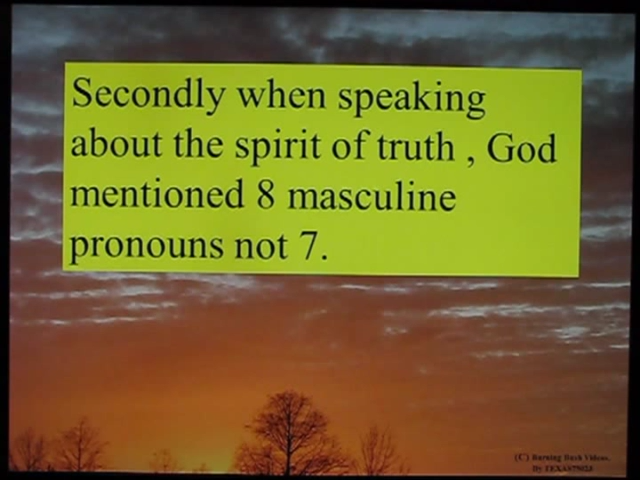 Secondly when speaking
about the spirit of truth , God
mentioned 8 masculine
pronouns not 7.
(C) Burning Bush Videos.